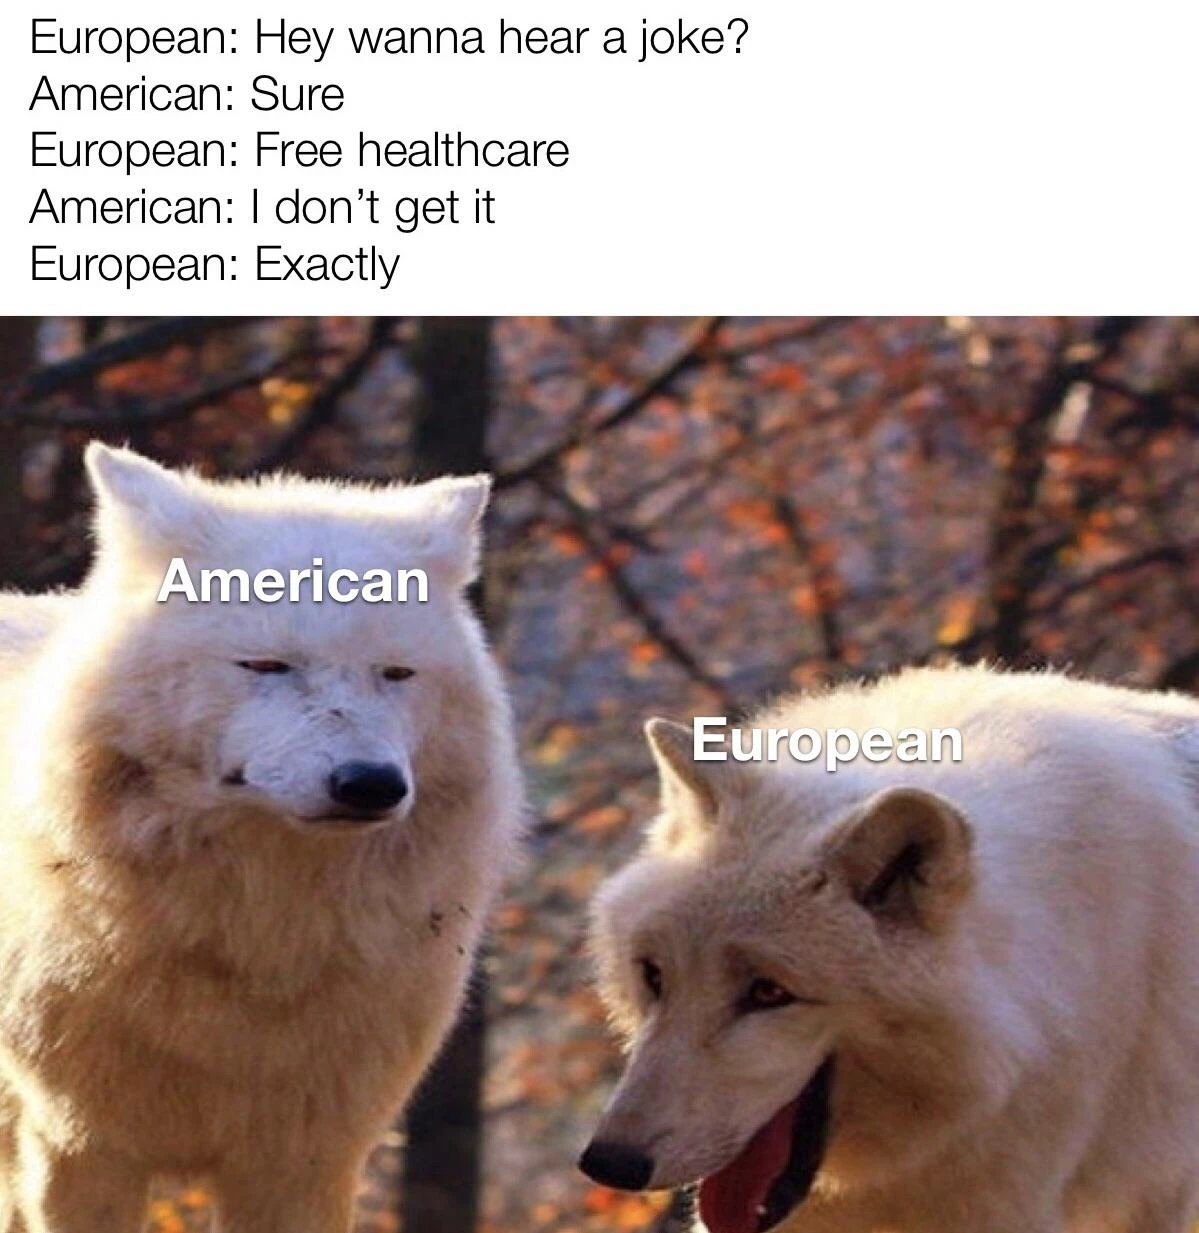 European: Hey wanna hear a joke?
American: Sure
European: Free healthcare
American: I don’t get it
European: Exactly
American
European